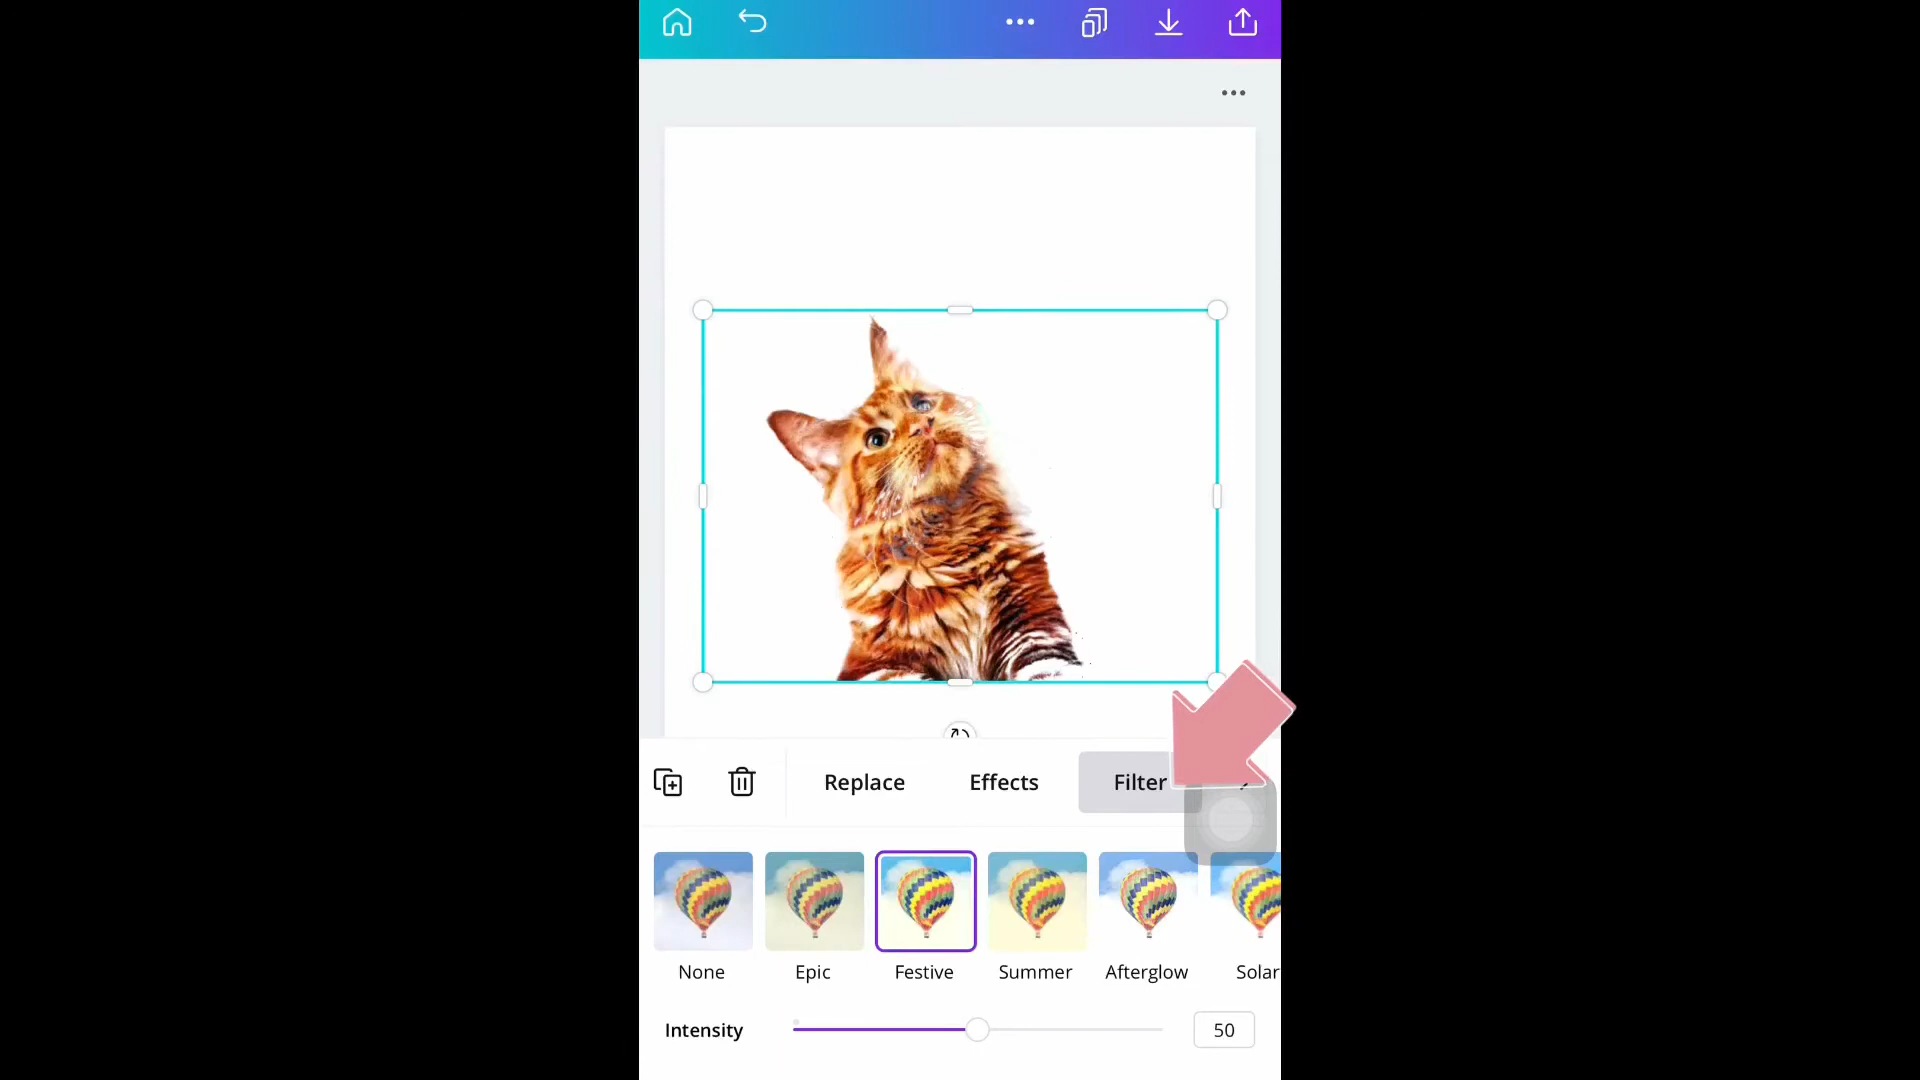 Replace Effects Filter
None Epic Festive Summer Afterglow Solar
Intensity 50